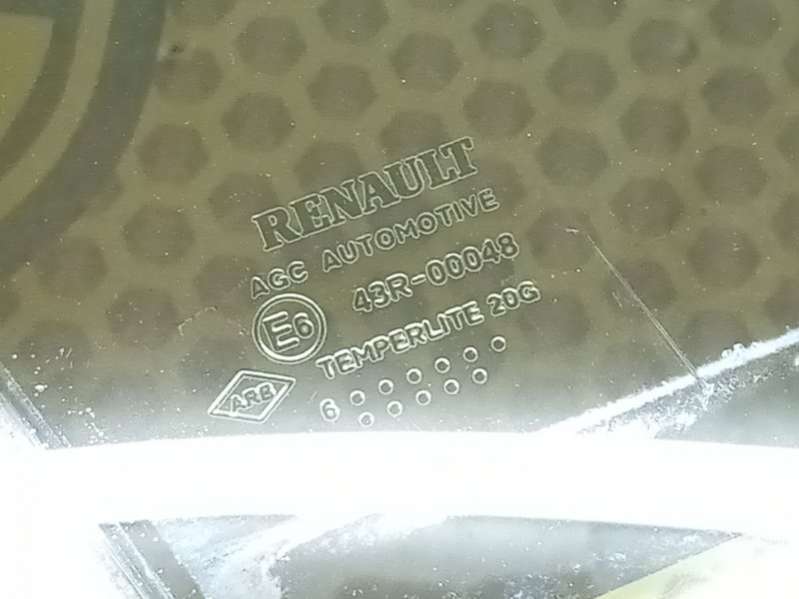 RENAULT
AGC AUTOMOTIVE
43R-00048
E6
TEMPERLITE 20G
ARB
6